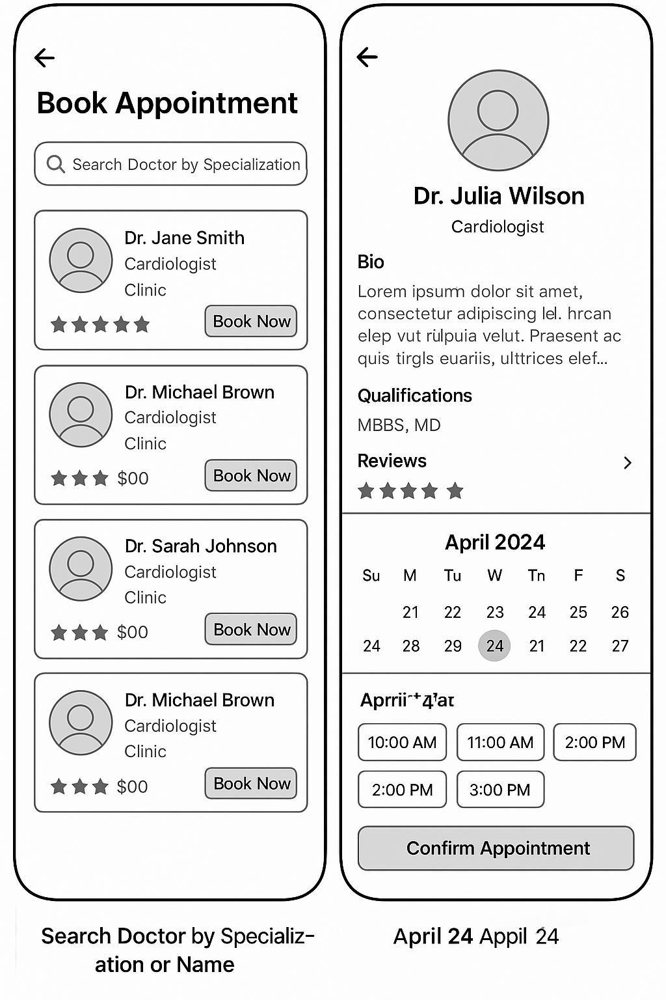 Book Appointment
Search Doctor by Specialization
Dr. Jane Smith
Cardiologist
Clinic
Book Now
Dr. Michael Brown
Cardiologist
Clinic
$00
Book Now
Dr. Sarah Johnson
Cardiologist
Clinic
$00
Book Now
Dr. Michael Brown
Cardiologist
Clinic
$00
Book Now
Search Doctor by Specializ-
ation or Name
Dr. Julia Wilson
Cardiologist
Bio
Lorem ipsum dolor sit amet,
consectetur adipiscing lel. hrcan
elep vut rülpuia velut. Praesent ac
quis tirgls euariis, ulttrices elef...
Qualifications
MBBS, MD
Reviews
April 2024
Su M Tu W Tn F S
21 22 23 24 25 26
24 28 29 24 21 22 27
10:00 AM 11:00 AM 2:00 PM
2:00 PM 3:00 PM
Confirm Appointment
April 24 Appil 24